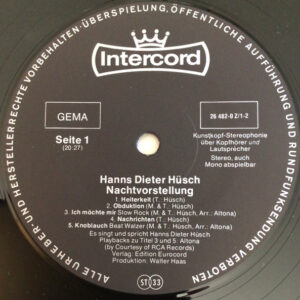 ALLE URHEBER- UND HERSTELLERRECHTE VORBEHALTEN · ÜBERSPIELUNG, ÖFFENTLICHE AUFFÜHRUNG UND RUNDFUNKSENDUNG VERBOTEN
Intercord
GEMA
26 482-0 Z/1-2
Seite 1
(20:27)
Kunstkopf-Stereophonie
über Kopfhörer und
Lautsprecher
Stereo, auch
Mono abspielbar
Hanns Dieter Hüsch
Nachtvorstellung
1. Heiterkeit (T.: Hüsch)
2. Obduktion (M. & T.: Hüsch)
3. Ich möchte mir Slow Rock (M. & T.: Hüsch, Arr.: Altona)
4. Nachrichten (T.: Hüsch)
5. Knoblauch Beat Walzer (M. & T.: Hüsch, Arr.: Altona)
Es singt und spricht Hanns Dieter Hüsch
Playbacks zu Titel 3 und 5: Altona
(by Courtesy of RCA Records)
Verlag: Edition Eurocord
Produktion: Walter Haas
ST 33